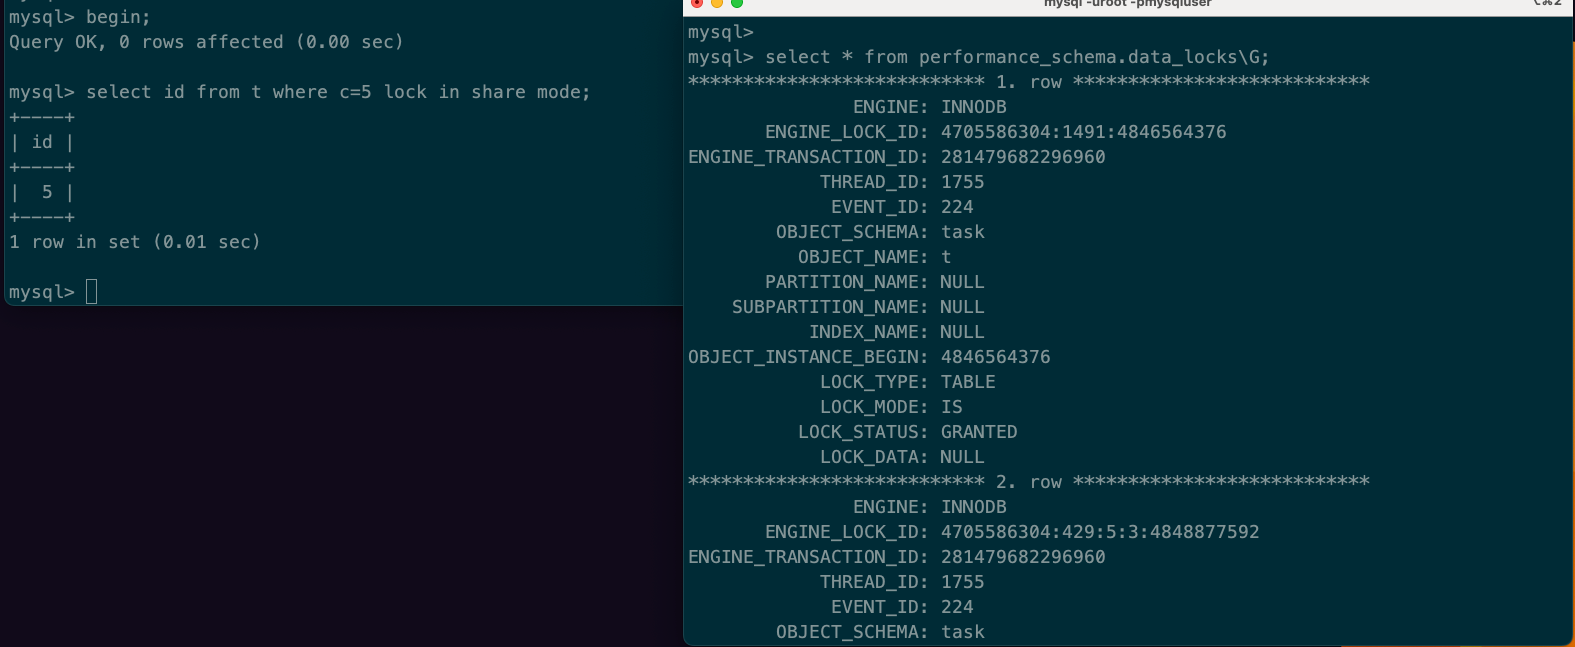 mysql> begin;
Query OK, 0 rows affected (0.00 sec)
mysql> select id from t where c=5 lock in share mode;
+----+
| id |
+----+
|  5 |
+----+
1 row in set (0.01 sec)
mysql>
mysql -uroot -pmysqluser
⌥⌘2
mysql>
mysql> select * from performance_schema.data_locks\G;
*************************** 1. row ***************************
ENGINE: INNODB
ENGINE_LOCK_ID: 4705586304:1491:4846564376
ENGINE_TRANSACTION_ID: 281479682296960
THREAD_ID: 1755
EVENT_ID: 224
OBJECT_SCHEMA: task
OBJECT_NAME: t
PARTITION_NAME: NULL
SUBPARTITION_NAME: NULL
INDEX_NAME: NULL
OBJECT_INSTANCE_BEGIN: 4846564376
LOCK_TYPE: TABLE
LOCK_MODE: IS
LOCK_STATUS: GRANTED
LOCK_DATA: NULL
*************************** 2. row ***************************
ENGINE: INNODB
ENGINE_LOCK_ID: 4705586304:429:5:3:4848877592
ENGINE_TRANSACTION_ID: 281479682296960
THREAD_ID: 1755
EVENT_ID: 224
OBJECT_SCHEMA: task